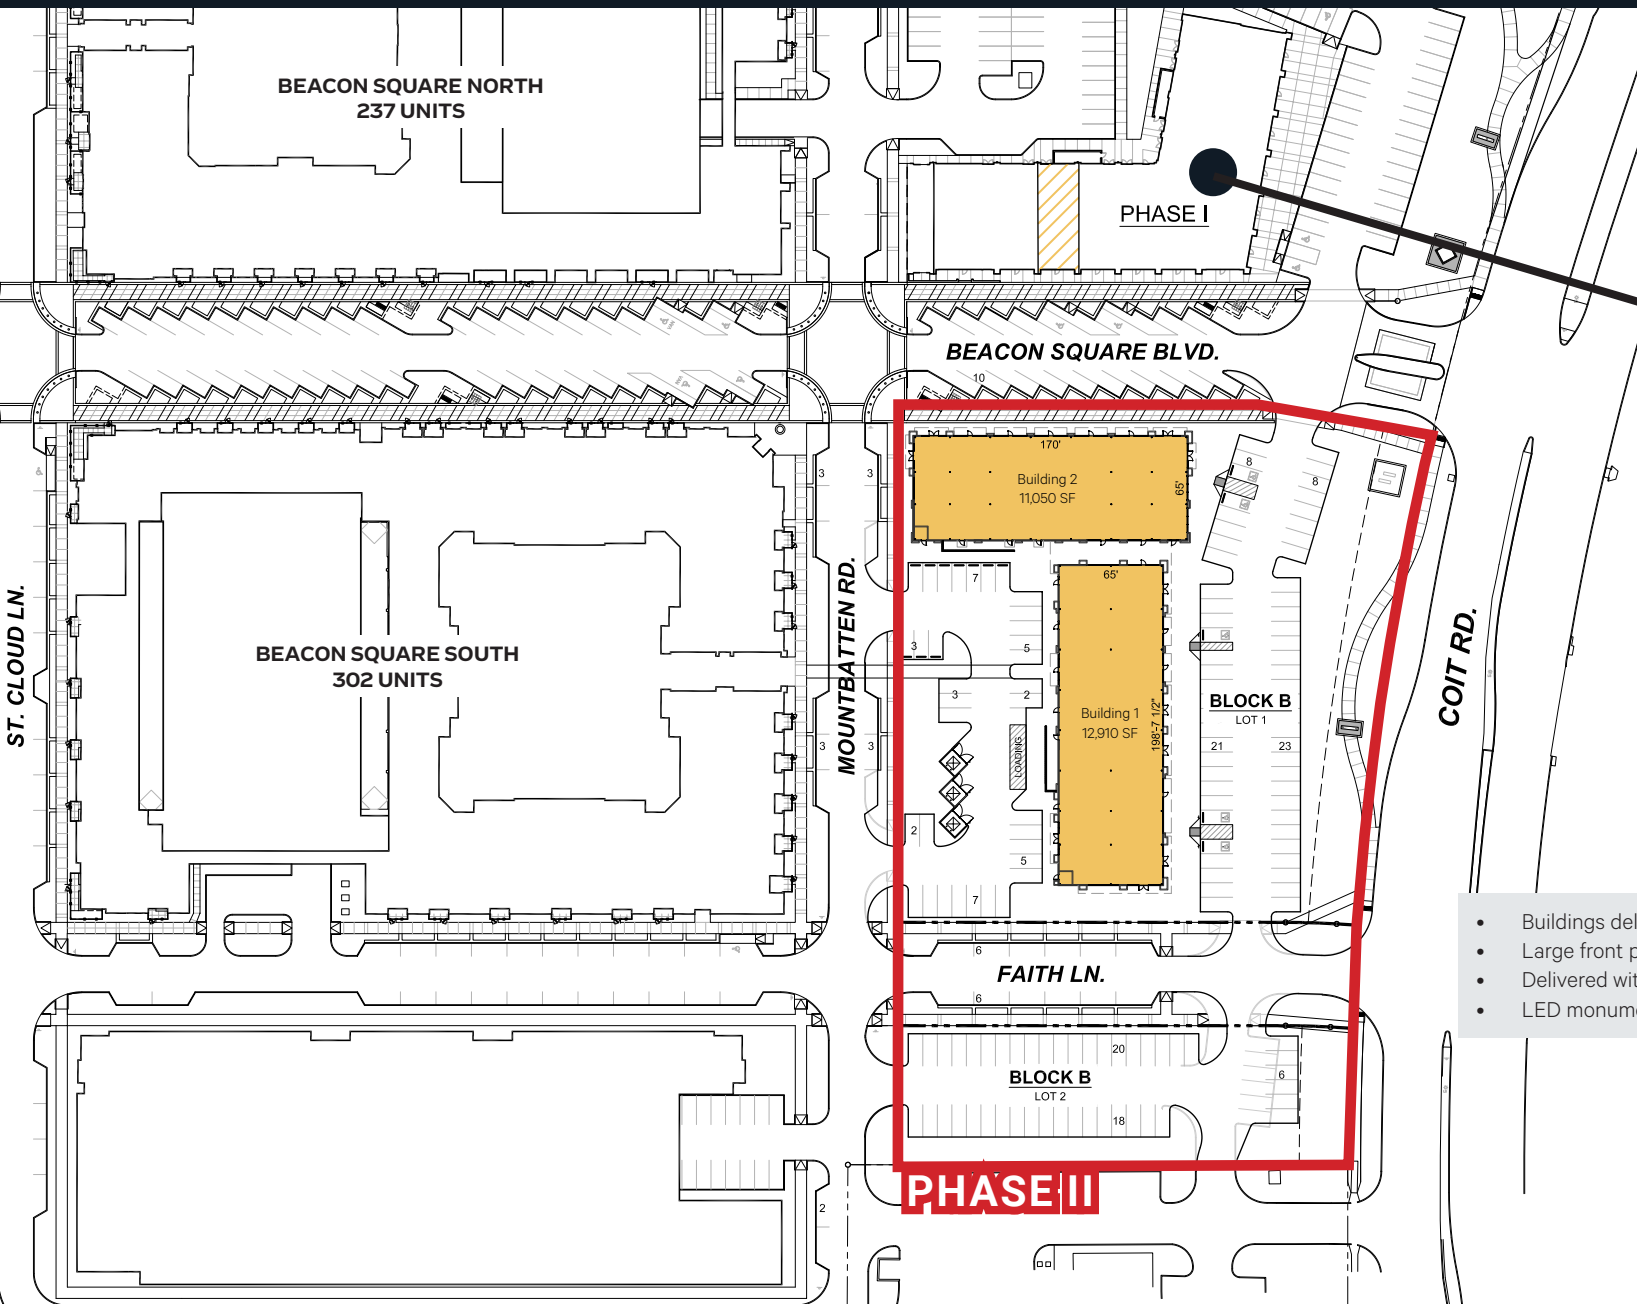 BEACON SQUARE NORTH
237 UNITS
PHASE I
BEACON SQUARE BLVD.
10
170'
Building 2
11,050 SF
65'
8
8
3
3
7
65'
3
5
3
2
BEACON SQUARE SOUTH
302 UNITS
ST. CLOUD LN.
MOUNTBATTEN RD.
COIT RD.
Building 1
12,910 SF
198'-7 1/2"
BLOCK B
LOT 1
LOADING
3
3
21
23
2
5
7
6
FAITH LN.
6
20
BLOCK B
LOT 2
6
18
PHASE II
2
• Buildings del
• Large front p
• Delivered wit
• LED monume